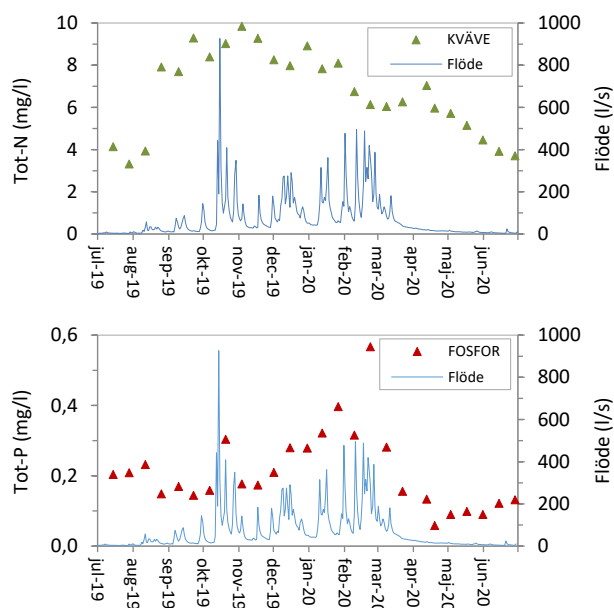 10
8
6
4
2
0
Tot-N (mg/l)
KVÄVE
Flöde
1000
800
600
400
200
0
Flöde (l/s)
jul-19
aug-19
sep-19
okt-19
nov-19
dec-19
jan-20
feb-20
mar-20
apr-20
maj-20
jun-20
0,6
0,4
0,2
0,0
Tot-P (mg/l)
FOSFOR
Flöde
1000
800
600
400
200
0
Flöde (l/s)
jul-19
aug-19
sep-19
okt-19
nov-19
dec-19
jan-20
feb-20
mar-20
apr-20
maj-20
jun-20